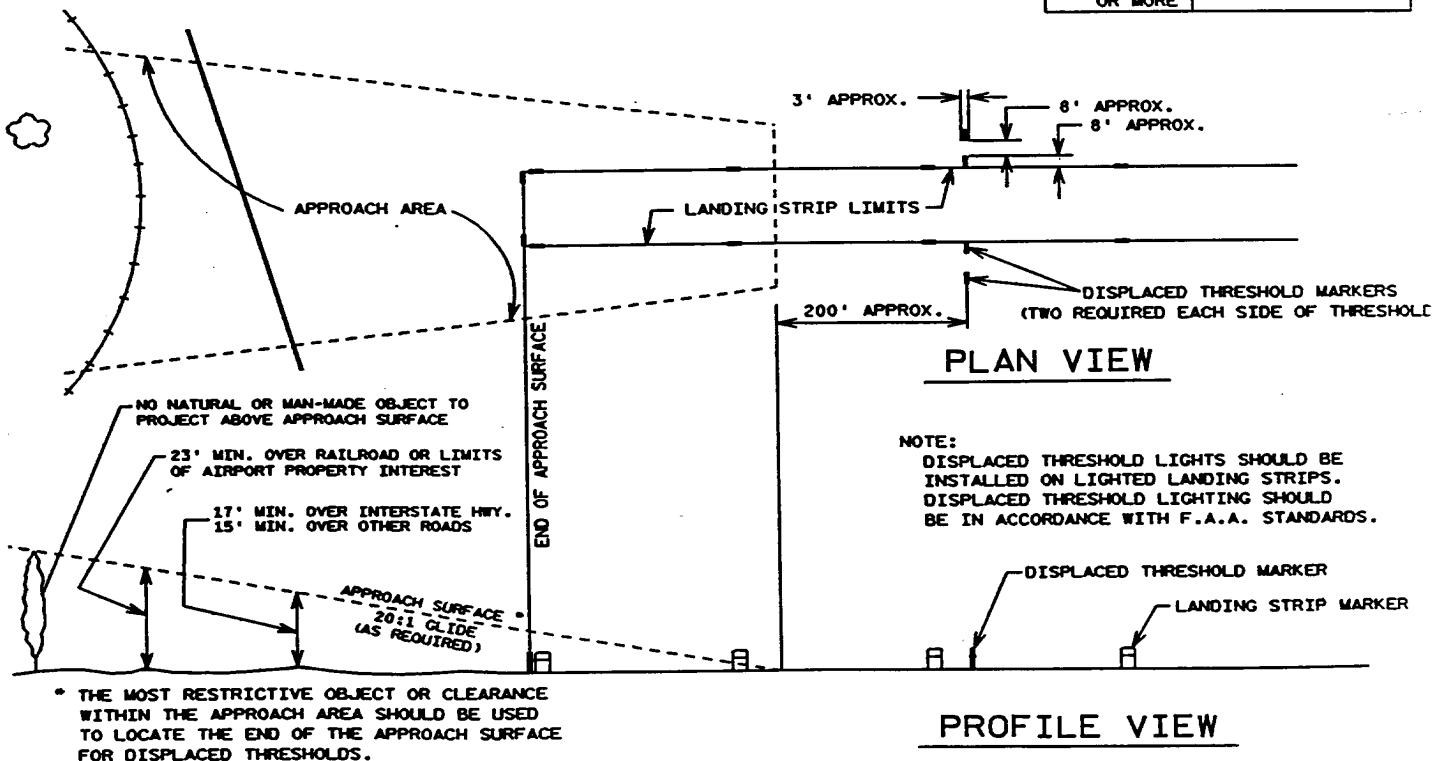 OR MORE
3' APPROX.
8' APPROX.
8' APPROX.
APPROACH AREA
LANDING STRIP LIMITS
DISPLACED THRESHOLD MARKERS
(TWO REQUIRED EACH SIDE OF THRESHOLD
200' APPROX.
PLAN VIEW
END OF APPROACH SURFACE
NO NATURAL OR MAN-MADE OBJECT TO
PROJECT ABOVE APPROACH SURFACE
23' MIN. OVER RAILROAD OR LIMITS
OF AIRPORT PROPERTY INTEREST
17' MIN. OVER INTERSTATE HWY.
15' MIN. OVER OTHER ROADS
NOTE:
DISPLACED THRESHOLD LIGHTS SHOULD BE
INSTALLED ON LIGHTED LANDING STRIPS.
DISPLACED THRESHOLD LIGHTING SHOULD
BE IN ACCORDANCE WITH F.A.A. STANDARDS.
APPROACH SURFACE *
20:1 GLIDE
(AS REQUIRED)
DISPLACED THRESHOLD MARKER
LANDING STRIP MARKER
* THE MOST RESTRICTIVE OBJECT OR CLEARANCE
WITHIN THE APPROACH AREA SHOULD BE USED
TO LOCATE THE END OF THE APPROACH SURFACE
FOR DISPLACED THRESHOLDS.
PROFILE VIEW